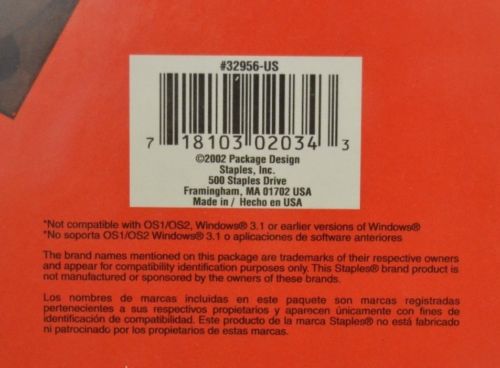 #32956-US
7 18103 02034 3
©2002 Package Design
Staples, Inc.
500 Staples Drive
Framingham, MA 01702 USA
Made in / Hecho en USA
*Not compatible with OS1/OS2, Windows® 3.1 or earlier versions of Windows®
*No soporta OS1/OS2 Windows® 3.1 o aplicaciones de software anteriores
The brand names mentioned on this package are trademarks of their respective owners
and appear for compatibility identification purposes only. This Staples® brand product is
not manufactured or sponsored by the owners of these brands.
Los nombres de marcas incluidas en este paquete son marcas registradas
pertenecientes a sus respectivos propietarios y aparecen únicamente con fines de
identificación de compatibilidad. Este producto de la marca Staples® no está fabricado
ni patrocinado por los propietarios de estas marcas.